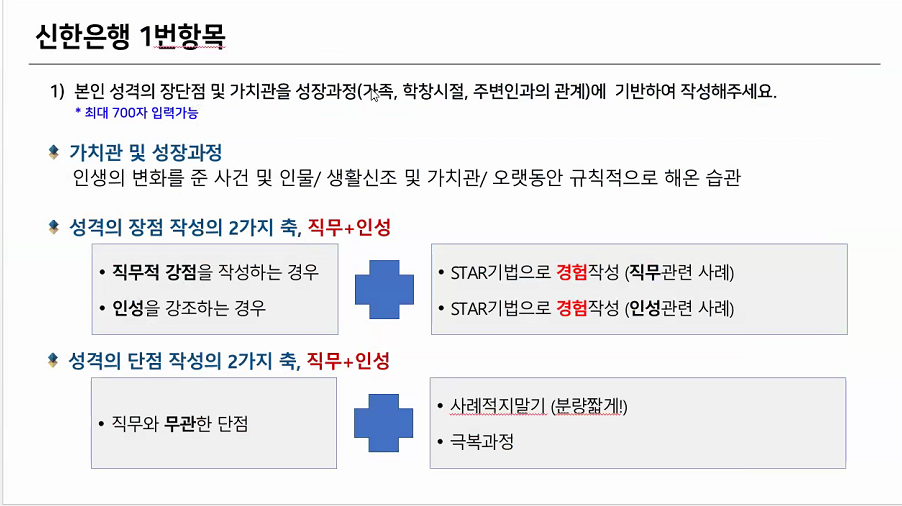 신한은행 1번항목
1) 본인 성격의 장단점 및 가치관을 성장과정(가족, 학창시절, 주변인과의 관계)에 기반하여 작성해주세요.
* 최대 700자 입력가능
가치관 및 성장과정
인생의 변화를 준 사건 및 인물/ 생활신조 및 가치관/ 오랫동안 규칙적으로 해온 습관
성격의 장점 작성의 2가지 축, 직무+인성
• 직무적 강점을 작성하는 경우
• 인성을 강조하는 경우
• STAR기법으로 경험작성 (직무관련 사례)
• STAR기법으로 경험작성 (인성관련 사례)
성격의 단점 작성의 2가지 축, 직무+인성
• 직무와 무관한 단점
• 사례적지말기 (분량짧게!)
• 극복과정